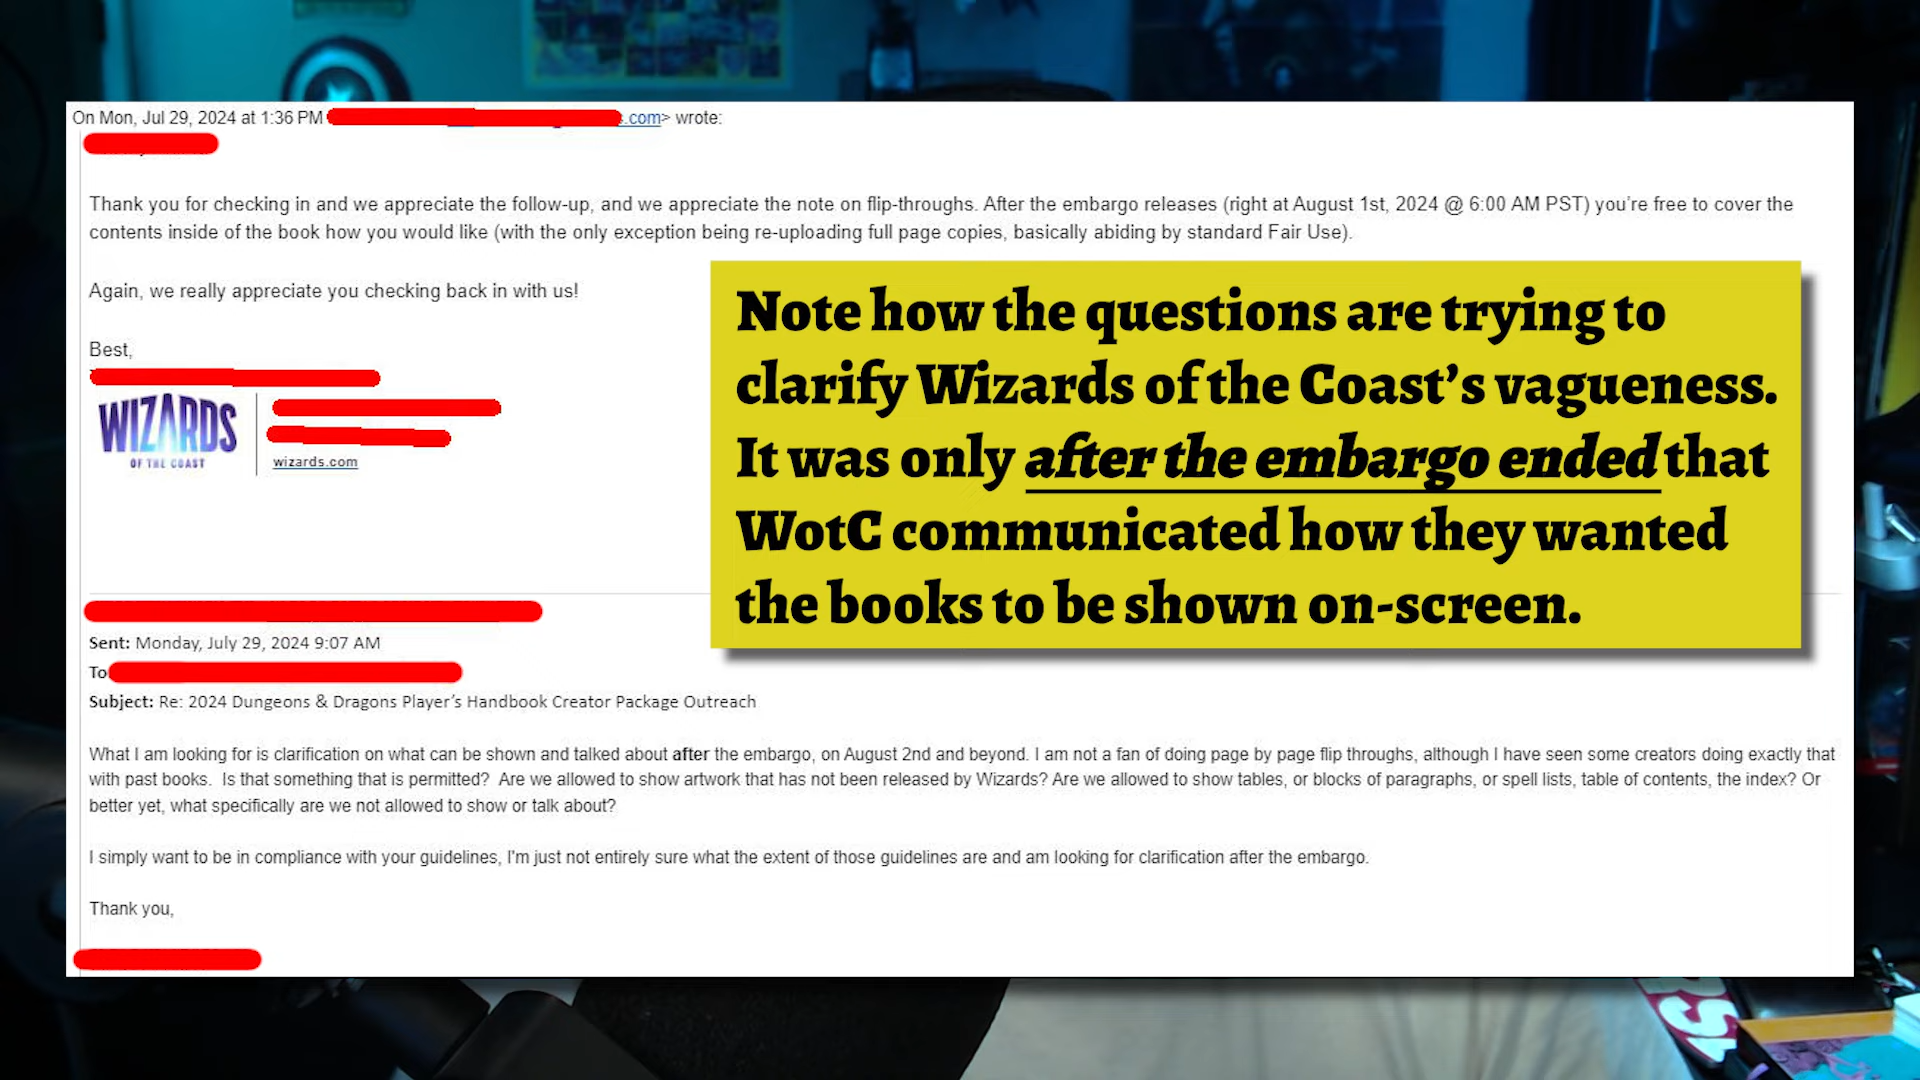 On Mon, Jul 29, 2024 at 1:36 PM .com> wrote:
Thank you for checking in and we appreciate the follow-up, and we appreciate the note on flip-throughs. After the embargo releases (right at August 1st, 2024 @ 6:00 AM PST) you're free to cover the
contents inside of the book how you would like (with the only exception being re-uploading full page copies, basically abiding by standard Fair Use).
Again, we really appreciate you checking back in with us!
Best,
WIZARDS
OF THE COAST
wizards.com
Note how the questions are trying to
clarify Wizards of the Coast's vagueness.
It was only after the embargo ended that
WotC communicated how they wanted
the books to be shown on-screen.
Sent: Monday, July 29, 2024 9:07 AM
To
Subject: Re: 2024 Dungeons & Dragons Player's Handbook Creator Package Outreach
What I am looking for is clarification on what can be shown and talked about after the embargo, on August 2nd and beyond. I am not a fan of doing page by page flip throughs, although I have seen some creators doing exactly that
with past books.  Is that something that is permitted?  Are we allowed to show artwork that has not been released by Wizards? Are we allowed to show tables, or blocks of paragraphs, or spell lists, table of contents, the index? Or
better yet, what specifically are we not allowed to show or talk about?
I simply want to be in compliance with your guidelines, I'm just not entirely sure what the extent of those guidelines are and am looking for clarification after the embargo.
Thank you,